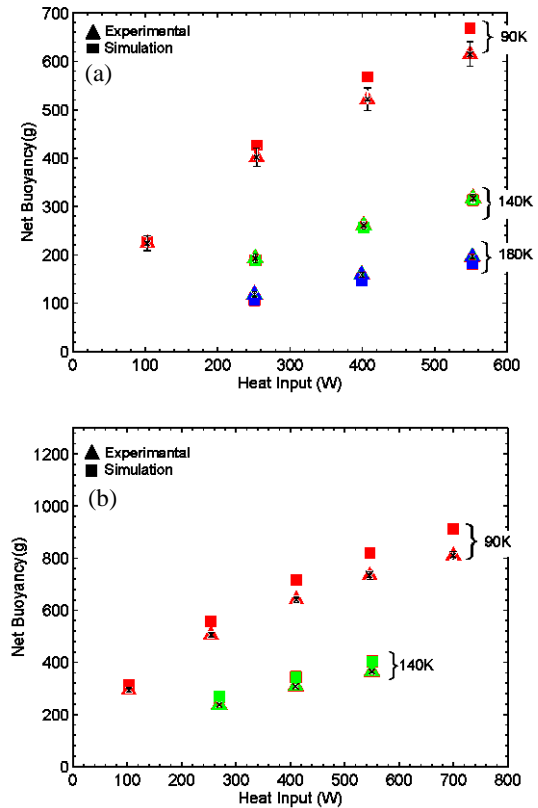 700
600
500
400
300
200
100
0
Net Buoyancy(g)
Experimental
Simulation
(a)
90K
140K
180K
0 100 200 300 400 500 600
Heat Input (W)
1200
1000
800
600
400
200
0
Net Buoyancy(g)
Experimental
Simulation
(b)
90K
140K
0 100 200 300 400 500 600 700 800
Heat Input (W)